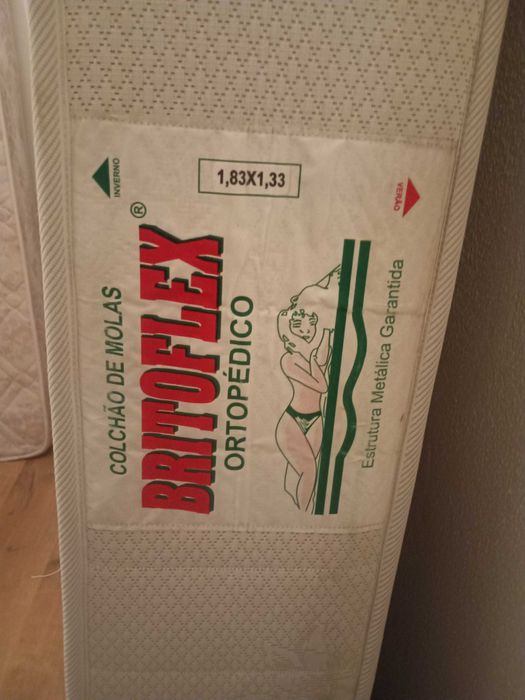 INVERNO
1,83X1,33
VERÃO
COLCHÃO DE MOLAS
BRITOFLEX®
ORTOPÉDICO
Estrutura Metálica Garantida